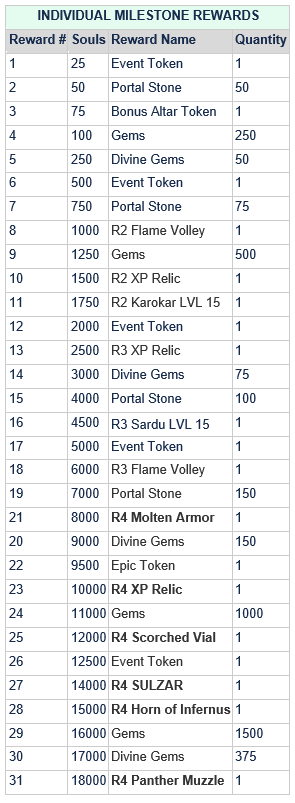 INDIVIDUAL MILESTONE REWARDS
Reward # Souls Reward Name Quantity
1 25 Event Token 1
2 50 Portal Stone 50
3 75 Bonus Altar Token 1
4 100 Gems 250
5 250 Divine Gems 50
6 500 Event Token 1
7 750 Portal Stone 75
8 1000 R2 Flame Volley 1
9 1250 Gems 500
10 1500 R2 XP Relic 1
11 1750 R2 Karokar LVL 15 1
12 2000 Event Token 1
13 2500 R3 XP Relic 1
14 3000 Divine Gems 75
15 4000 Portal Stone 100
16 4500 R3 Sardu LVL 15 1
17 5000 Event Token 1
18 6000 R3 Flame Volley 1
19 7000 Portal Stone 150
21 8000 R4 Molten Armor 1
20 9000 Divine Gems 150
22 9500 Epic Token 1
23 10000 R4 XP Relic 1
24 11000 Gems 1000
25 12000 R4 Scorched Vial 1
26 12500 Event Token 1
27 14000 R4 SULZAR 1
28 15000 R4 Horn of Infernus 1
29 16000 Gems 1500
30 17000 Divine Gems 375
31 18000 R4 Panther Muzzle 1